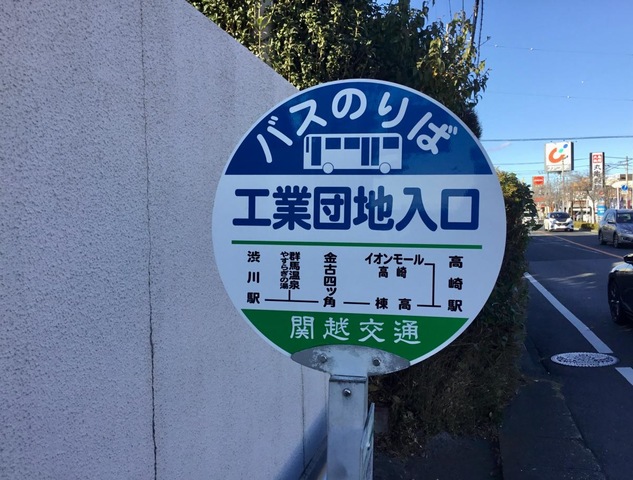 バスのりば
工業団地入口
渋川駅
群馬温泉
やすらぎの湯
金古四ッ角
イオンモール
高崎
棟高
高崎駅
関越交通